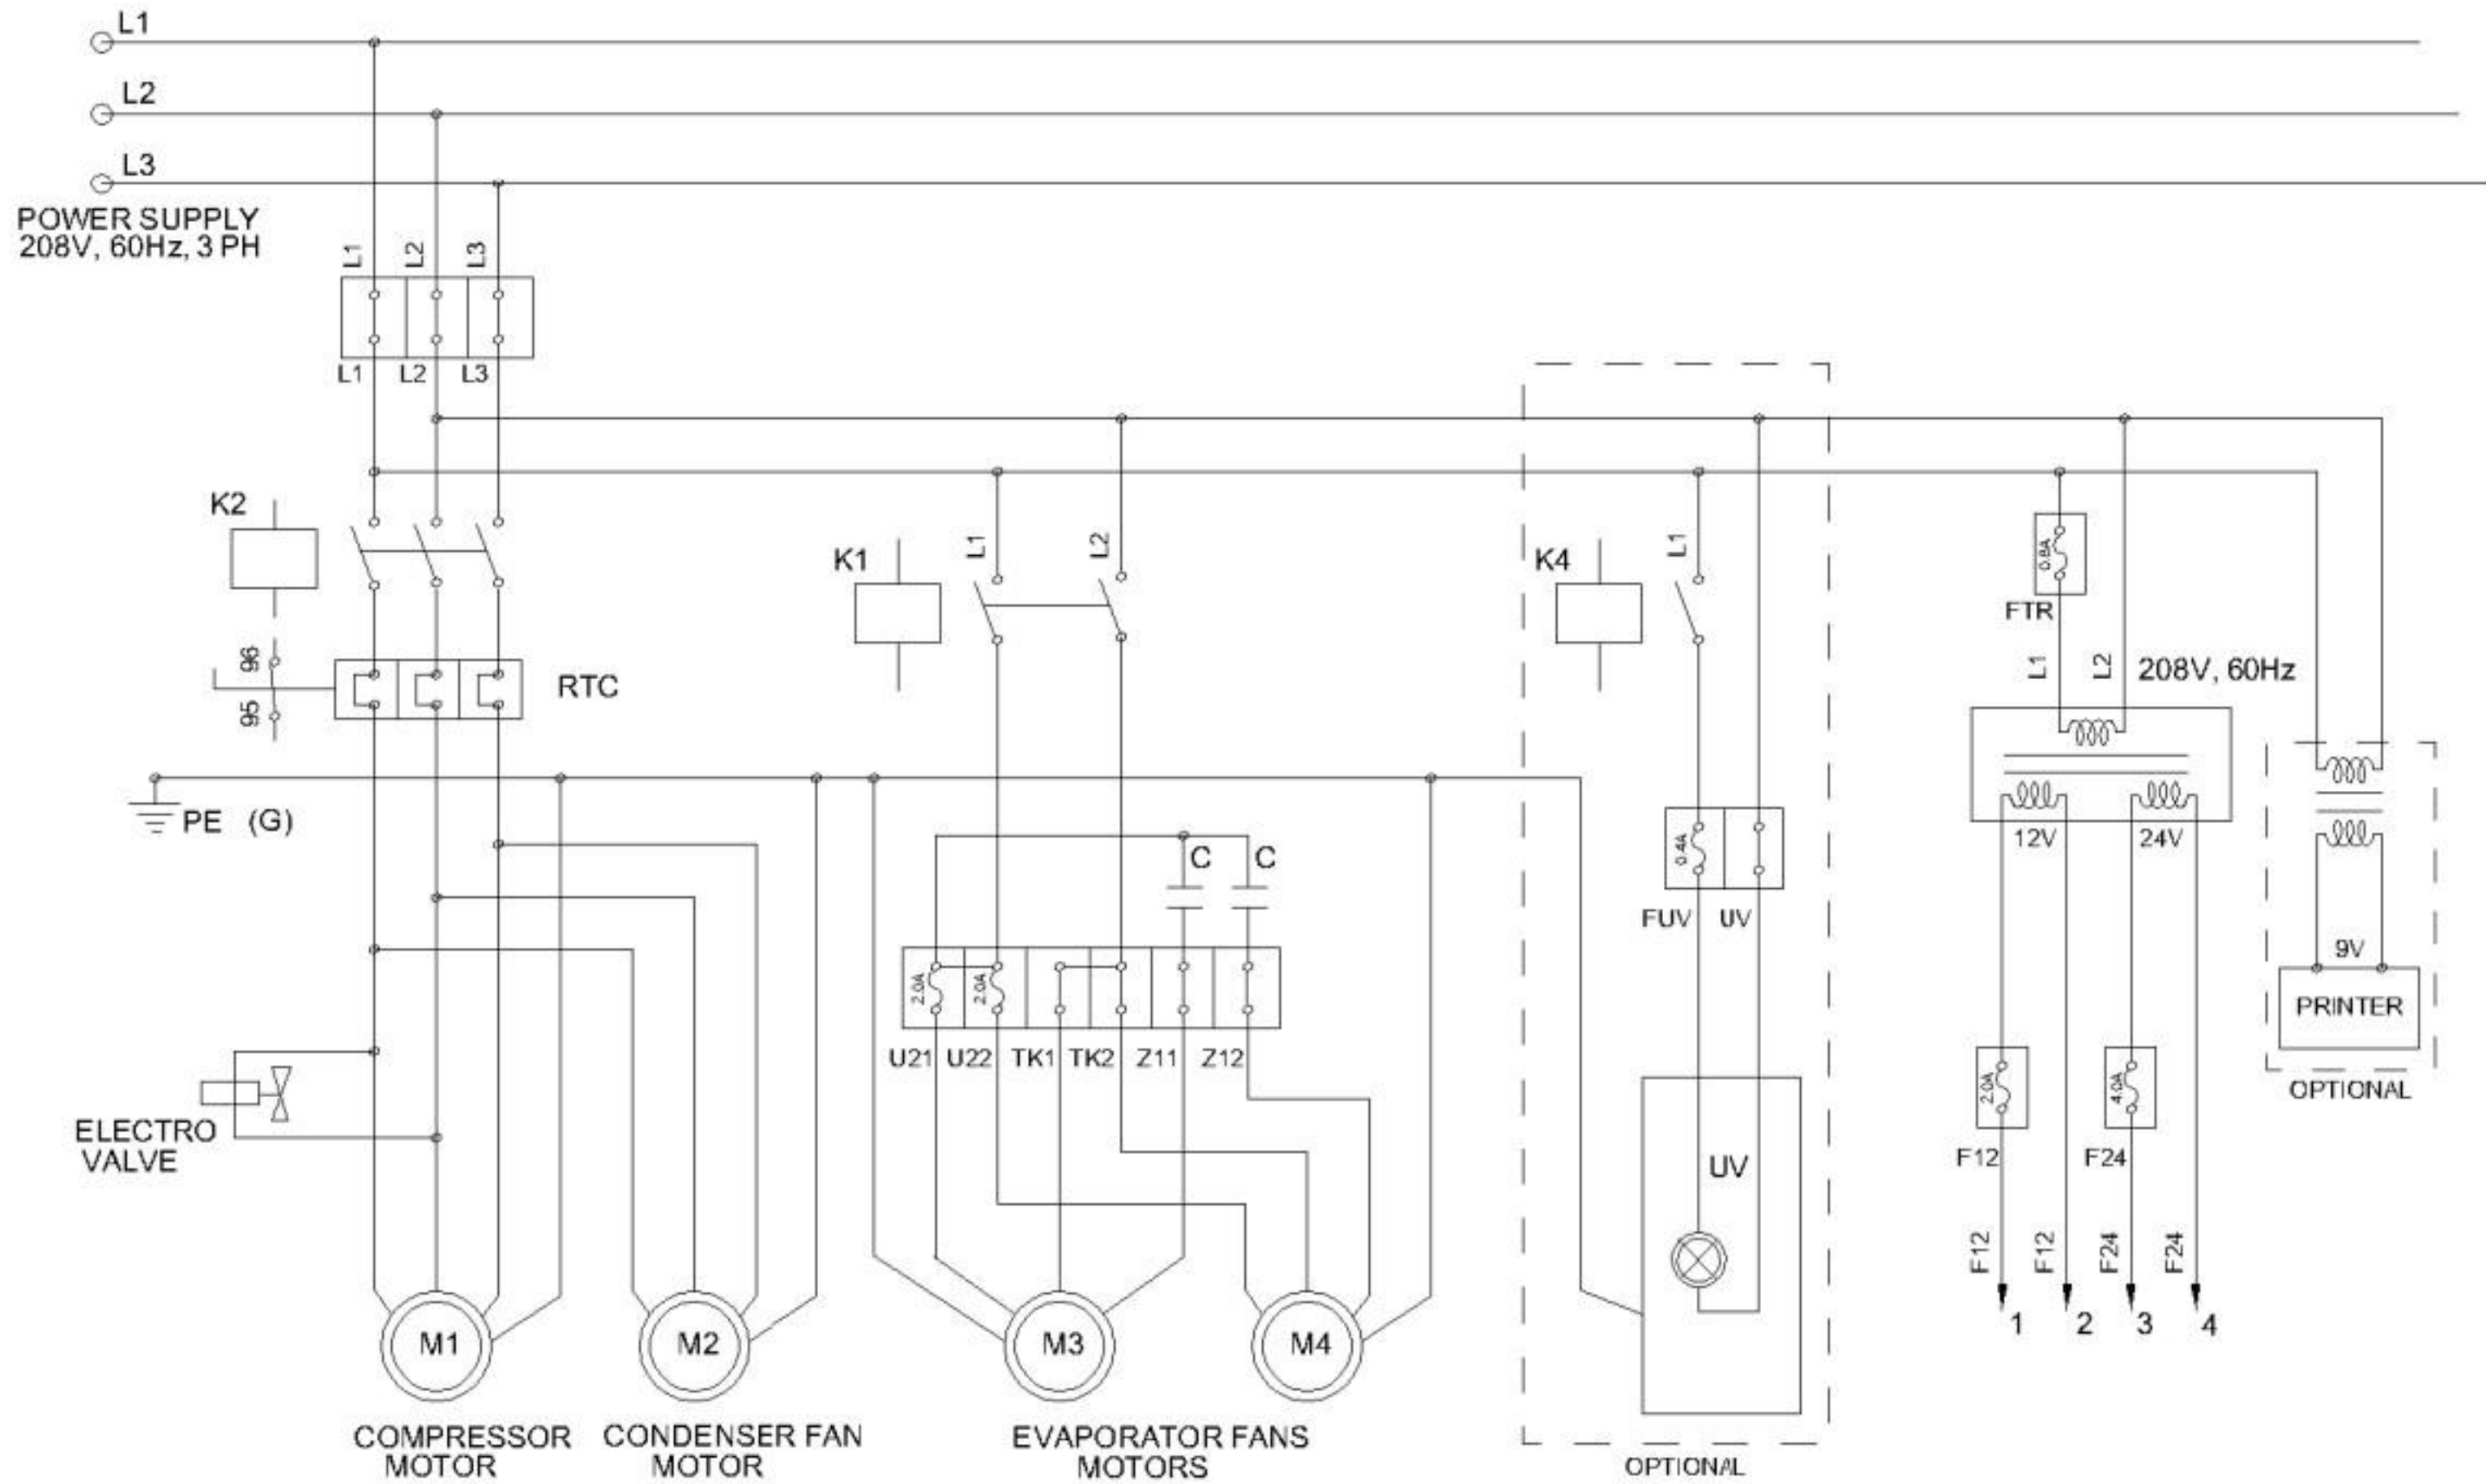 L1
L2
L3
POWER SUPPLY
208V, 60Hz, 3 PH
L1
L2
L3
L1
L2
L3
K2
K1
L1
L2
K4
L1
0.8A
FTR
L1
L2
208V, 60Hz
96
95
RTC
PE (G)
12V
24V
C
C
0.4A
FUV
UV
9V
PRINTER
OPTIONAL
2.0A
2.0A
U21
U22
TK1
TK2
Z11
Z12
2.0A
F12
4.0A
F24
ELECTRO
VALVE
UV
F12
F12
F24
F24
1
2
3
4
M1
M2
M3
M4
COMPRESSOR
MOTOR
CONDENSER FAN
MOTOR
EVAPORATOR FANS
MOTORS
OPTIONAL